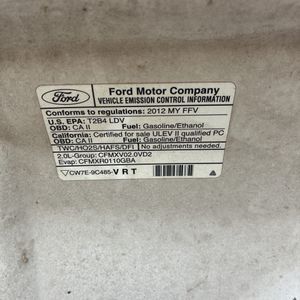 Ford
Ford Motor Company
VEHICLE EMISSION CONTROL INFORMATION
Conforms to regulations: 2012 MY FFV
U.S. EPA: T2B4 LDV
OBD: CA II Fuel: Gasoline/Ethanol
California: Certified for sale ULEV II qualified PC
OBD: CA II Fuel: Gasoline/Ethanol
TWC/HO2S/HAFS/DFI No adjustments needed.
2.0L-Group: CFMXV02.0VD2
Evap: CFMXR0110GBA
CW7E-9C485-VRT